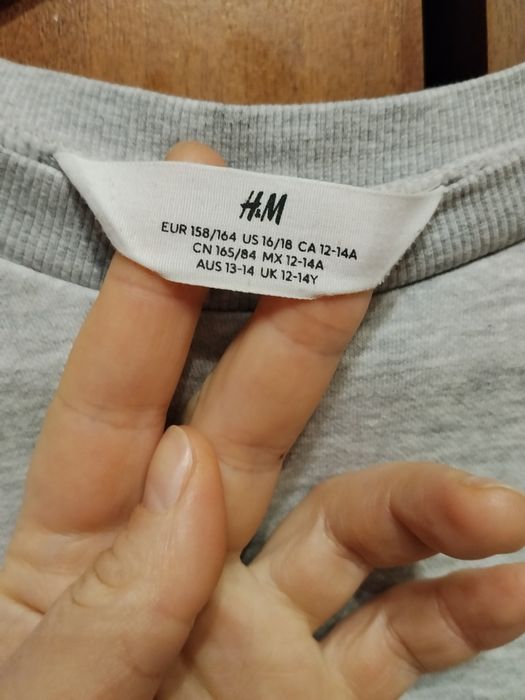 H&M
EUR 158/164 US 16/18 CA 12-14A
CN 165/84 MX 12-14A
AUS 13-14 UK 12-14Y